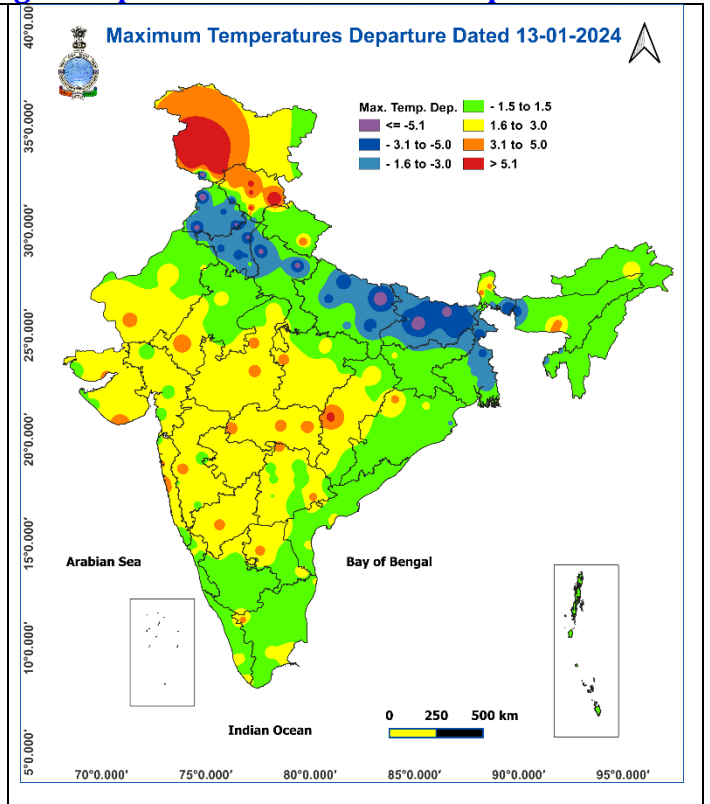 Maximum Temperatures Departure Dated 13-01-2024
Max. Temp. Dep.
<= -5.1
- 3.1 to -5.0
- 1.6 to -3.0
- 1.5 to 1.5
1.6 to 3.0
3.1 to 5.0
> 5.1
40°0.000'
35°0.000'
30°0.000'
25°0.000'
20°0.000'
15°0.000'
10°0.000'
5°0.000'
Arabian Sea
Bay of Bengal
Indian Ocean
0 250 500 km
70°0.000' 75°0.000' 80°0.000' 85°0.000' 90°0.000' 95°0.000'